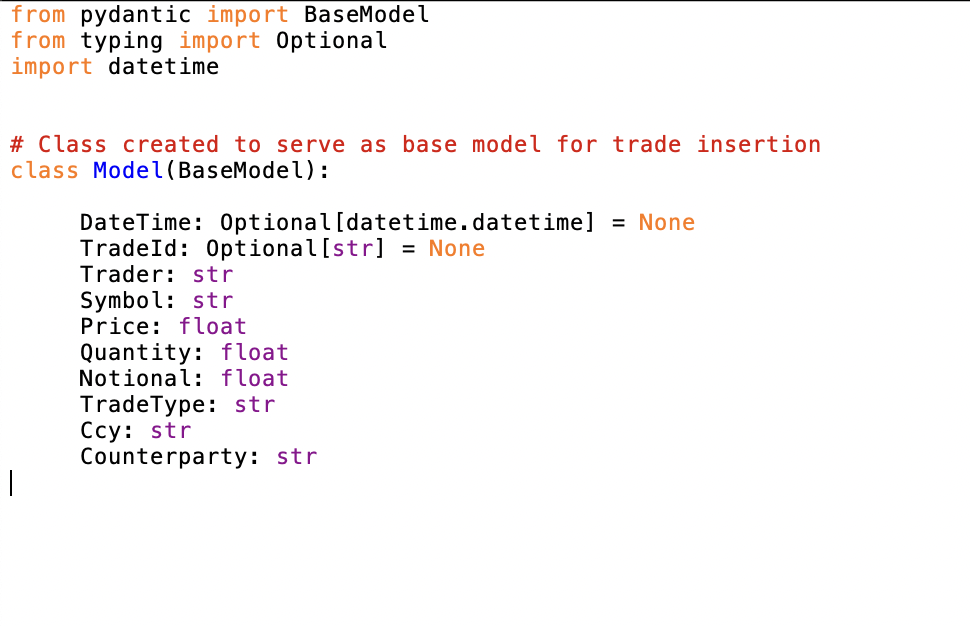 from pydantic import BaseModel
from typing import Optional
import datetime
# Class created to serve as base model for trade insertion
class Model(BaseModel):
DateTime: Optional[datetime.datetime] = None
TradeId: Optional[str] = None
Trader: str
Symbol: str
Price: float
Quantity: float
Notional: float
TradeType: str
Ccy: str
Counterparty: str